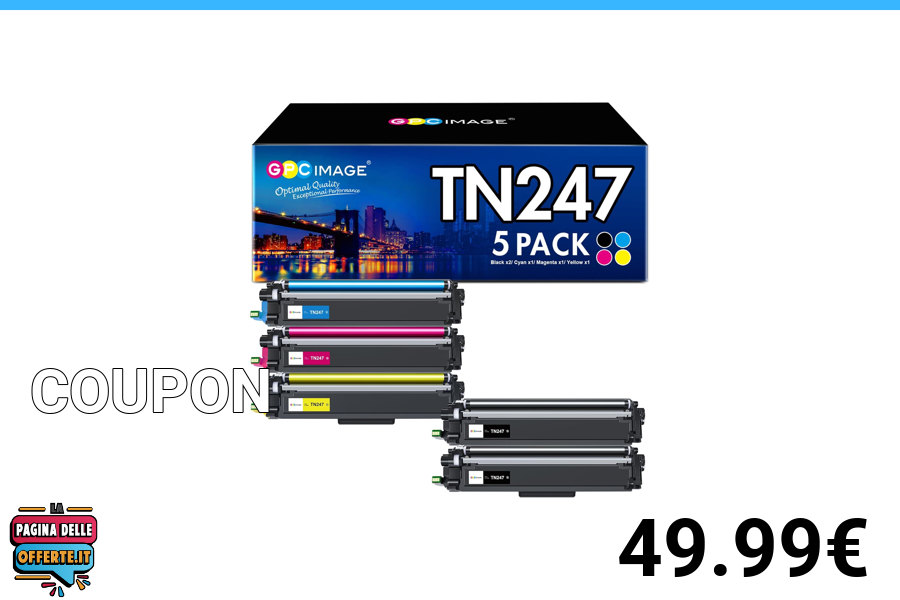 GPC IMAGE®
GPC IMAGE®
Optimal Quality
Exceptional Performance
TN247
5 PACK
Black x2/ Cyan x1/ Magenta x1/ Yellow x1
TN247
TN247
TN247
COUPON
TN247
TN247
LA
PAGINA DELLE
OFFERTE.IT
49.99€